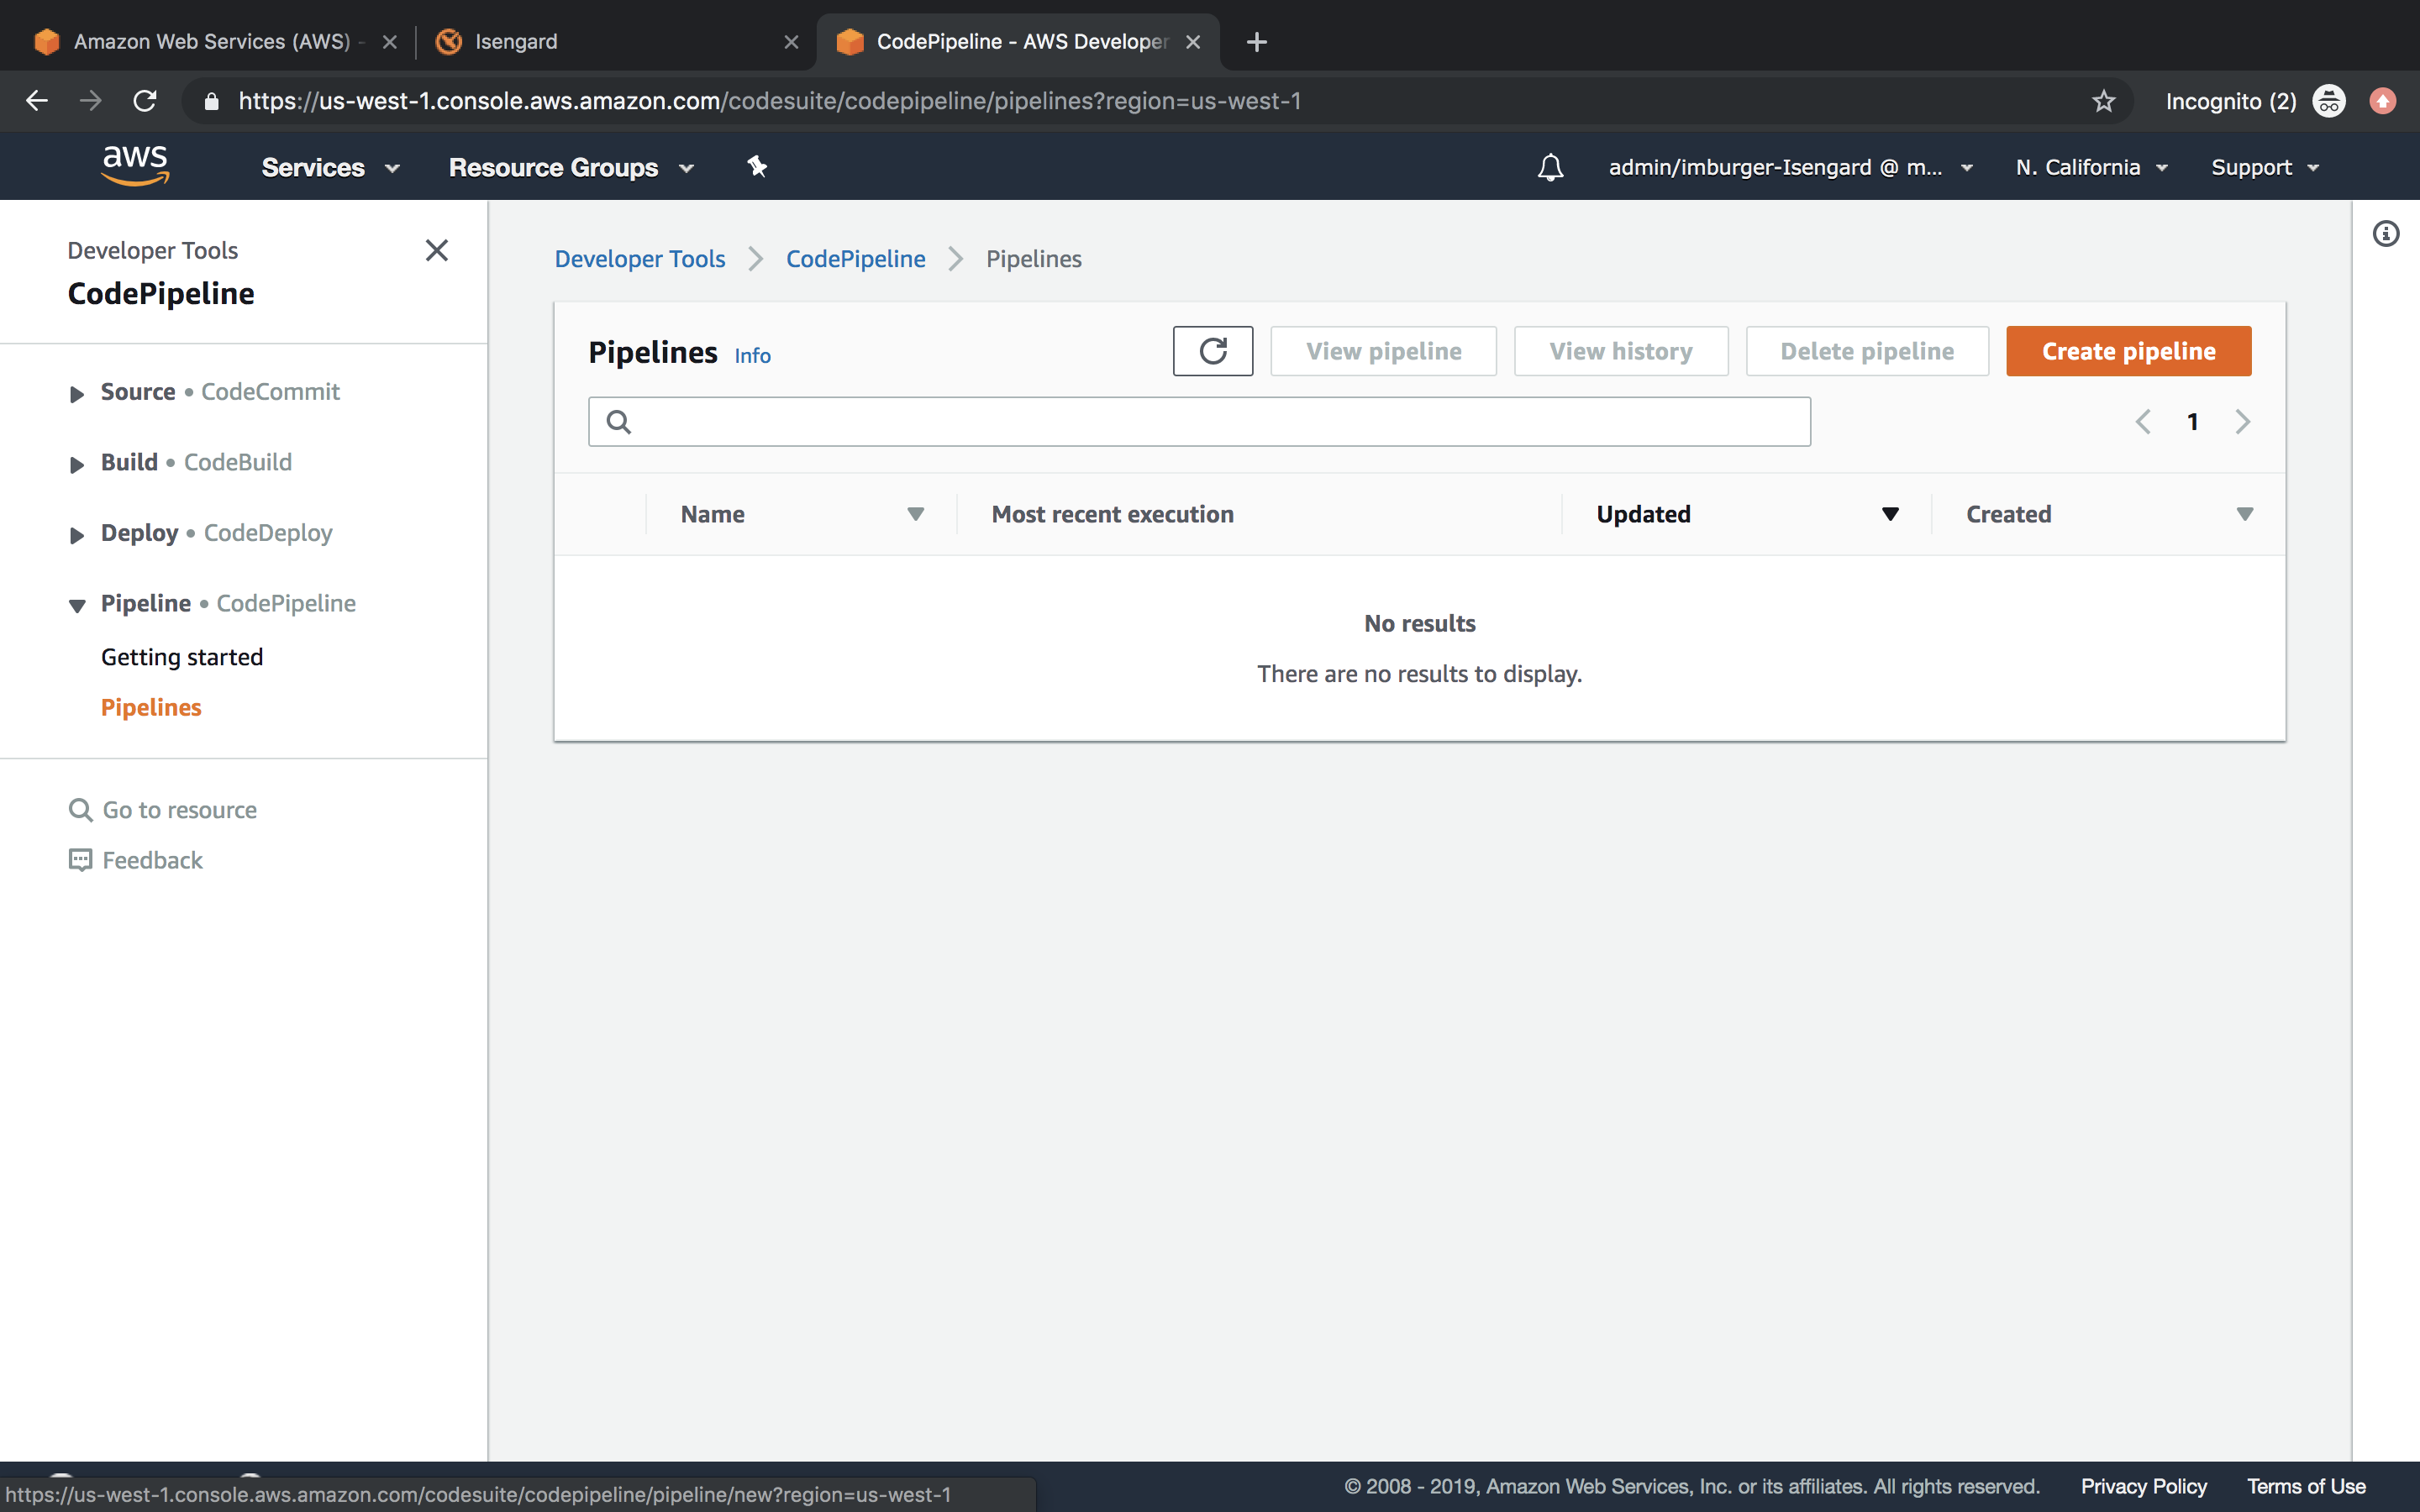 Amazon Web Services (AWS) -
Isengard
CodePipeline - AWS Developer
https://us-west-1.console.aws.amazon.com/codesuite/codepipeline/pipelines?region=us-west-1
Incognito (2)
aws
Services
Resource Groups
admin/imburger-Isengard @ m...
N. California
Support
Developer Tools
CodePipeline
Source • CodeCommit
Build • CodeBuild
Deploy • CodeDeploy
Pipeline • CodePipeline
Getting started
Pipelines
Go to resource
Feedback
Developer Tools
CodePipeline
Pipelines
Pipelines Info
View pipeline
View history
Delete pipeline
Create pipeline
1
Name
Most recent execution
Updated
Created
No results
There are no results to display.
https://us-west-1.console.aws.amazon.com/codesuite/codepipeline/pipeline/new?region=us-west-1
© 2008 - 2019, Amazon Web Services, Inc. or its affiliates. All rights reserved.
Privacy Policy
Terms of Use